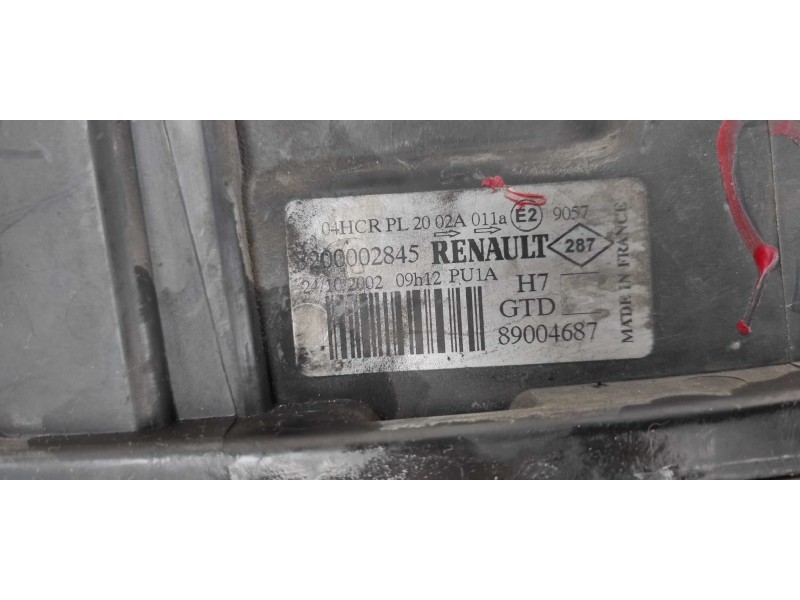 04HCR PL 20 02A 011a E2 9057
200002845 RENAULT 287
24/10/2002 09h12 PU1A H7
GTD
89004687
MADE IN FRANCE